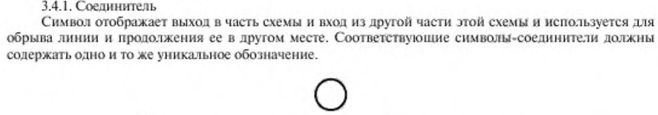 3.4.1. Соединитель
Символ отображает выход в часть схемы и вход из другой части этой схемы и используется для
обрыва линии и продолжения ее в другом месте. Соответствующие символы-соединители должны
содержать одно и то же уникальное обозначение.